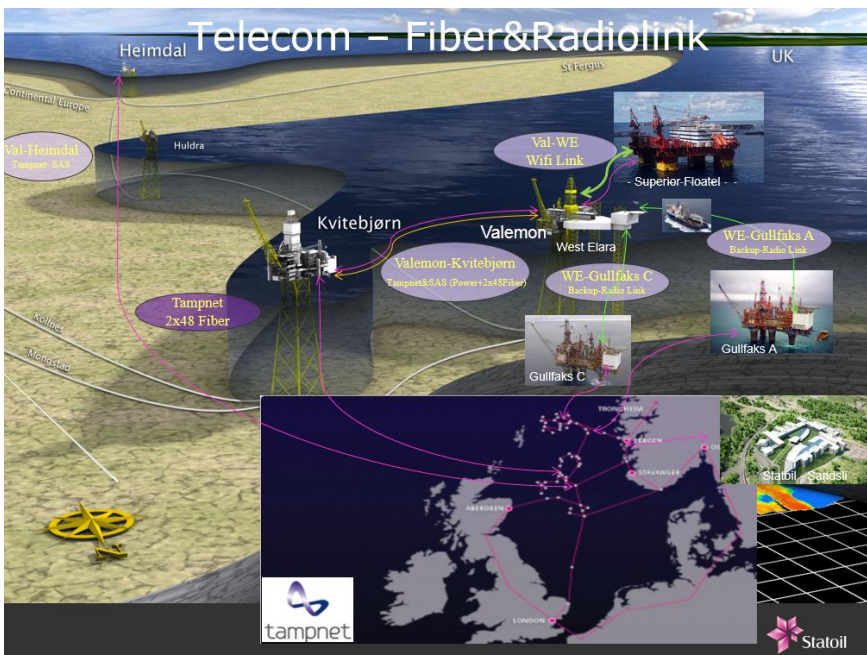 Telecom – Fiber&Radiolink
Heimdal
UK
St Fergus
Continental Europe
Val-Heimdal
Tampnet- SAS
Huldra
Val-WE
Wifi Link
Superior-Floatel
Kvitebjørn
Valemon
West Elara
WE-Gullfaks A
Backup-Radio Link
Valemon-Kvitebjørn
Tampnet&SAS (Power+2x48Fiber)
WE-Gullfaks C
Backup-Radio Link
Tampnet
2x48 Fiber
Kollnes
Mongstad
Gullfaks C
Gullfaks A
TRONDHEIM
BERGEN
OS
STAVANGER
Statoil Sandsli
ABERDEEN
LONDON
tampnet
Statoil